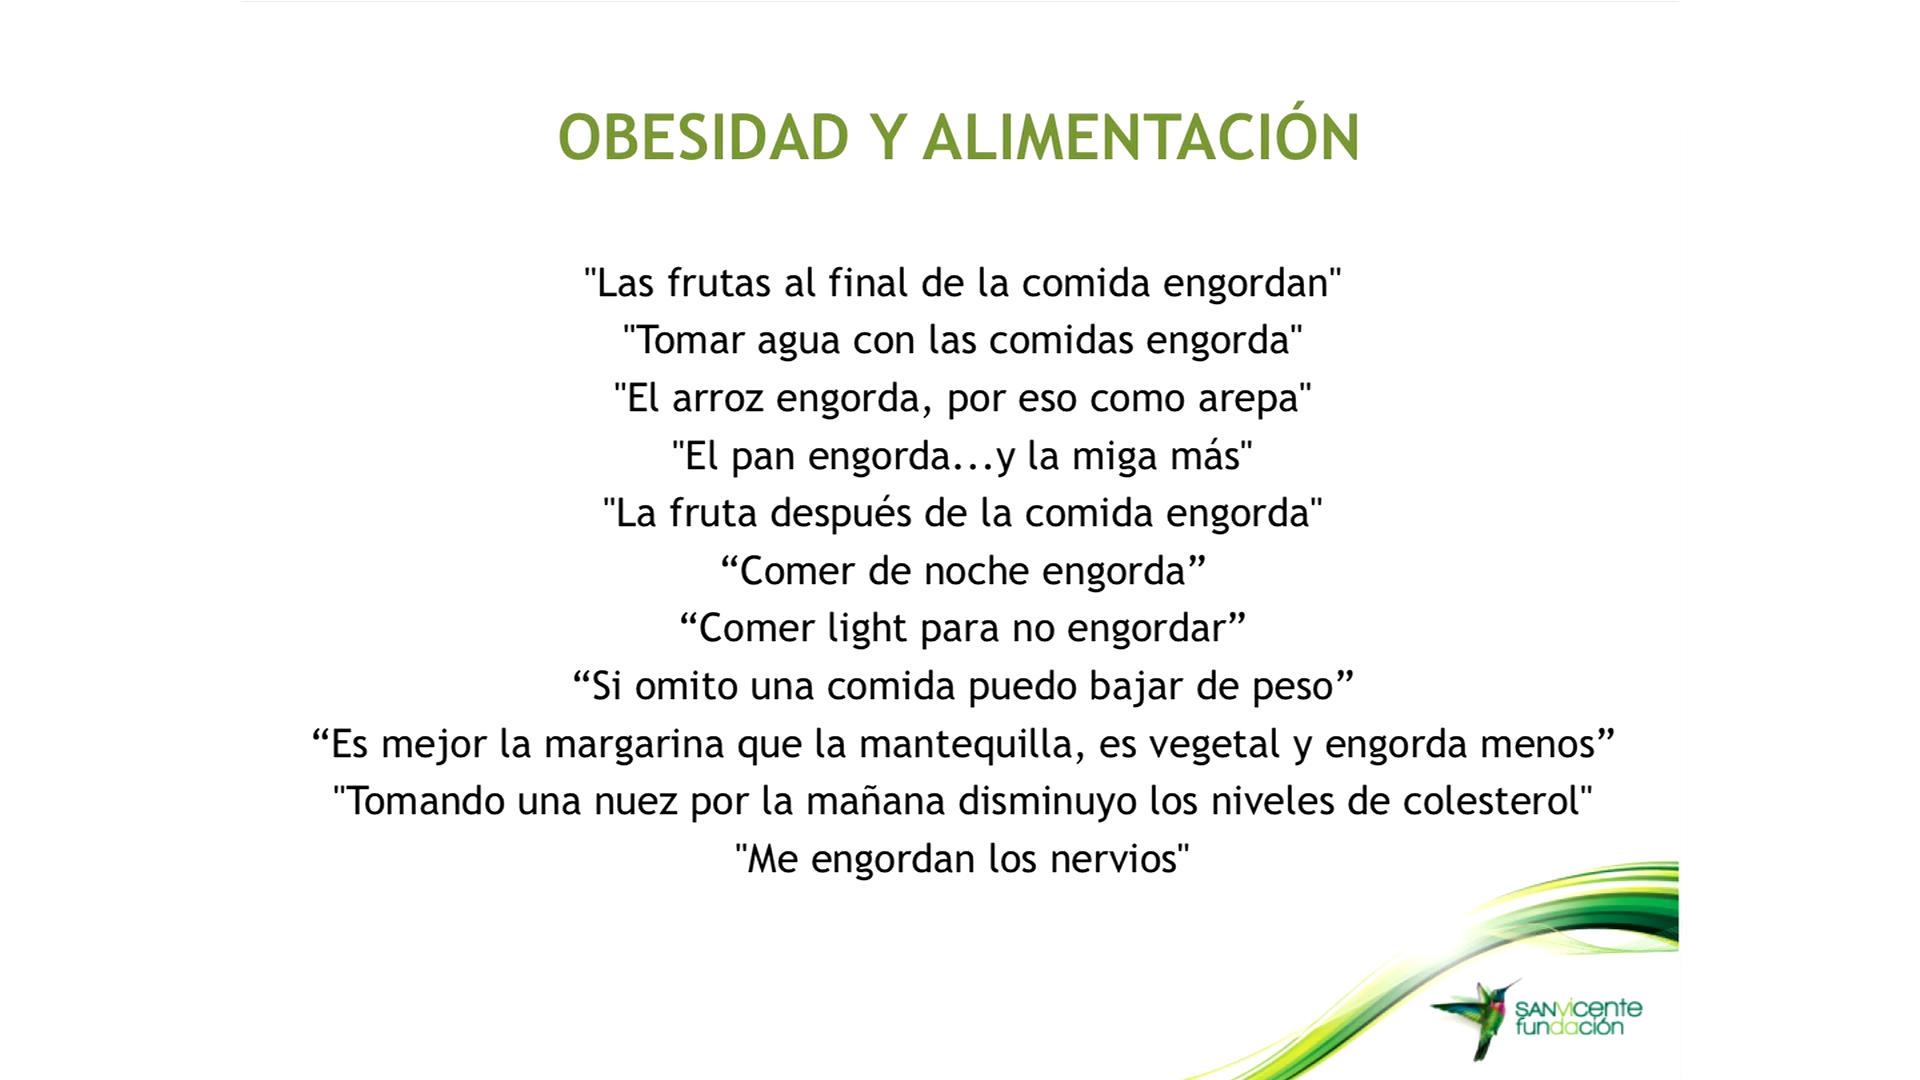 OBESIDAD Y ALIMENTACIÓN
"Las frutas al final de la comida engordan"
"Tomar agua con las comidas engorda"
"El arroz engorda, por eso como arepa"
"El pan engorda...y la miga más"
"La fruta después de la comida engorda"
“Comer de noche engorda”
“Comer light para no engordar”
“Si omito una comida puedo bajar de peso”
“Es mejor la margarina que la mantequilla, es vegetal y engorda menos”
"Tomando una nuez por la mañana disminuyo los niveles de colesterol"
"Me engordan los nervios"
SANVICENTE
fundación